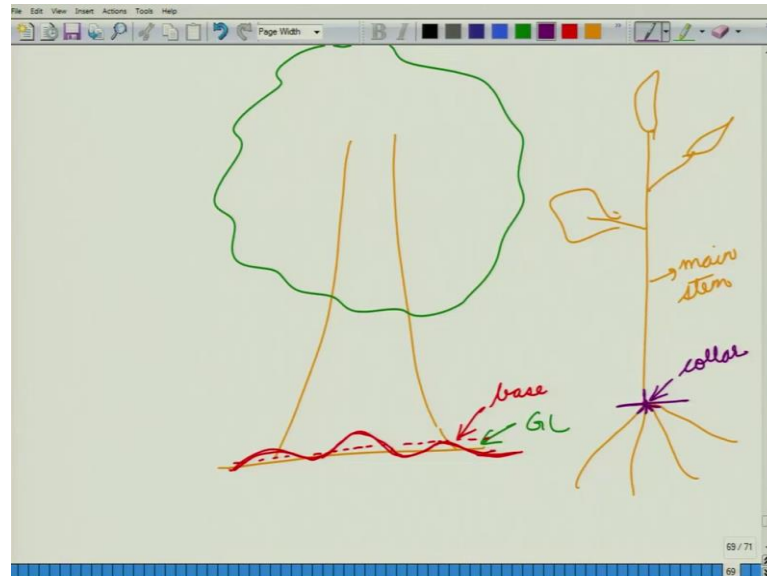 File Edit View Insert Actions Tools Help
Page Width
B I
main
stem
collar
base
GL
69 / 71
69